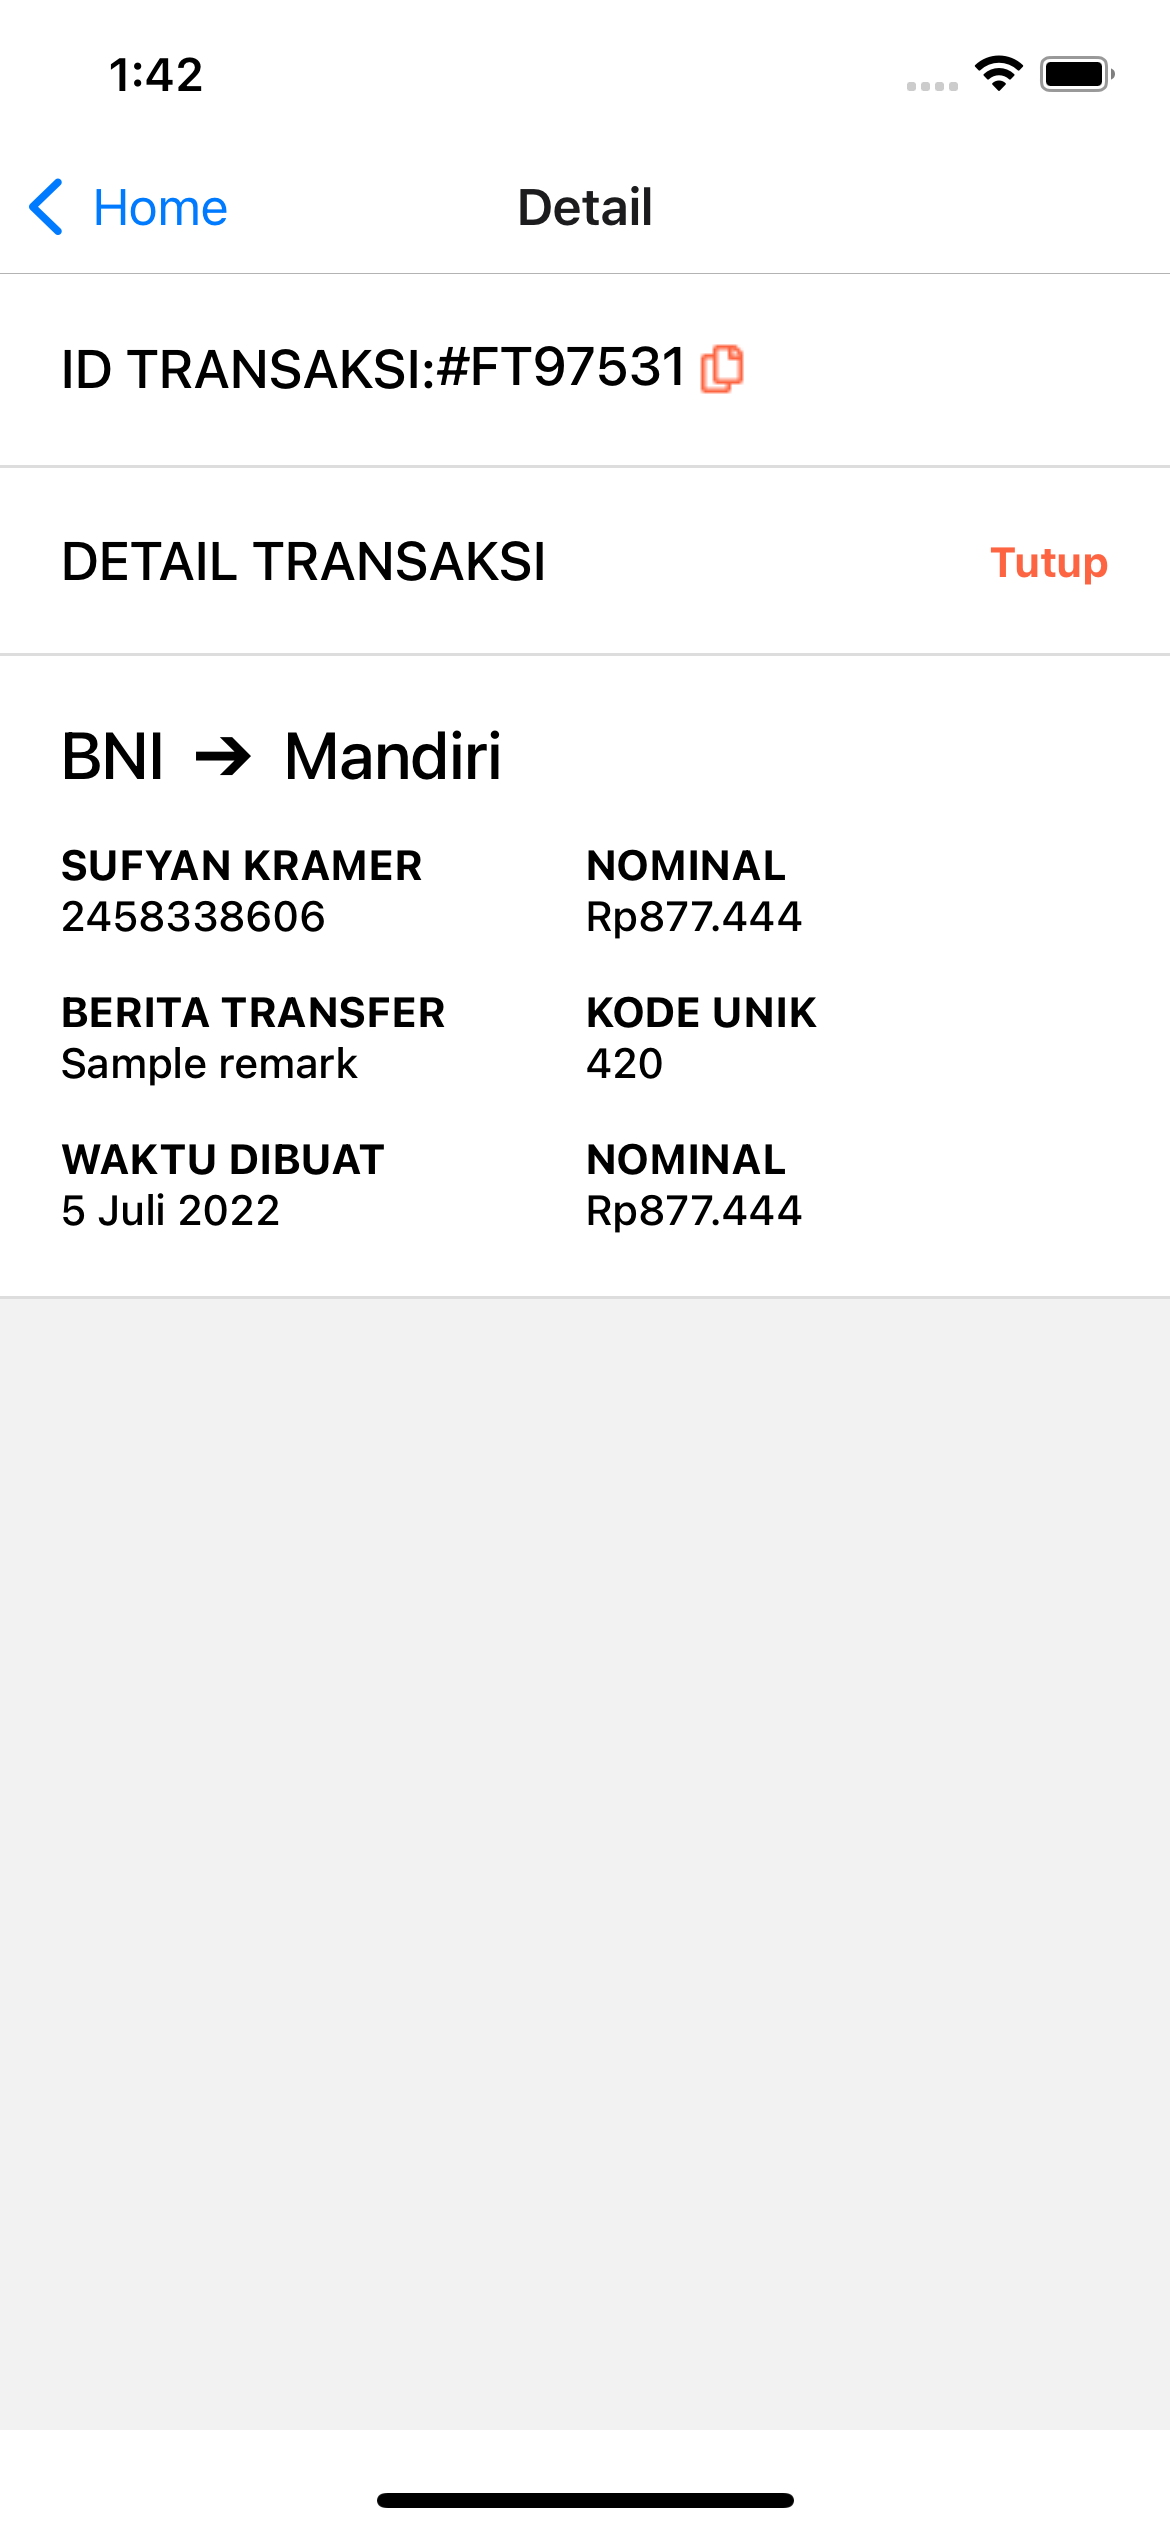 1:42
Home
Detail
ID TRANSAKSI:#FT97531
DETAIL TRANSAKSI
Tutup
BNI ➔ Mandiri
SUFYAN KRAMER
2458338606
NOMINAL
Rp877.444
BERITA TRANSFER
Sample remark
KODE UNIK
420
WAKTU DIBUAT
5 Juli 2022
NOMINAL
Rp877.444